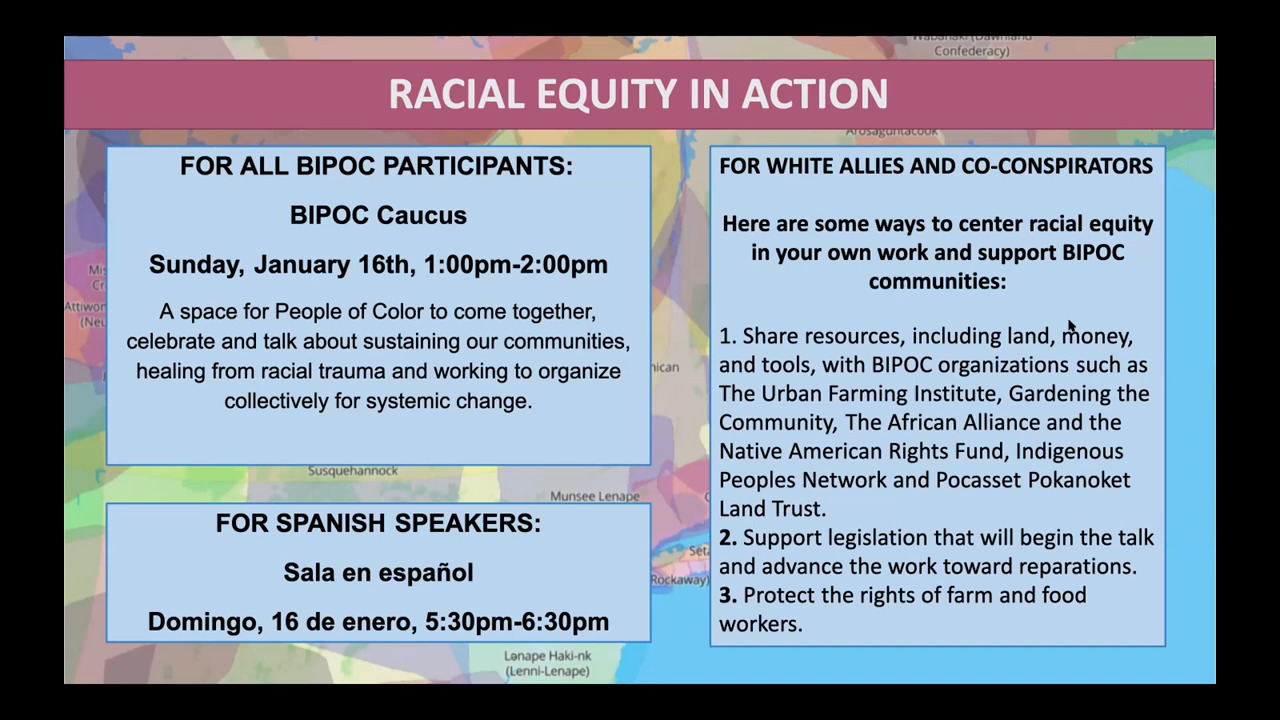 Confederacy)
RACIAL EQUITY IN ACTION
Arosaguntacook
FOR ALL BIPOC PARTICIPANTS:
BIPOC Caucus
Sunday, January 16th, 1:00pm-2:00pm
A space for People of Color to come together,
celebrate and talk about sustaining our communities,
healing from racial trauma and working to organize
collectively for systemic change.
Susquehannock
Munsee Lenape
FOR SPANISH SPEAKERS:
Sala en español
Domingo, 16 de enero, 5:30pm-6:30pm
Rockaway)
Lənape Haki-nk
(Lenni-Lenape)
FOR WHITE ALLIES AND CO-CONSPIRATORS
Here are some ways to center racial equity
in your own work and support BIPOC
communities:
1. Share resources, including land, money,
and tools, with BIPOC organizations such as
The Urban Farming Institute, Gardening the
Community, The African Alliance and the
Native American Rights Fund, Indigenous
Peoples Network and Pocasset Pokanoket
Land Trust.
2. Support legislation that will begin the talk
and advance the work toward reparations.
3. Protect the rights of farm and food
workers.